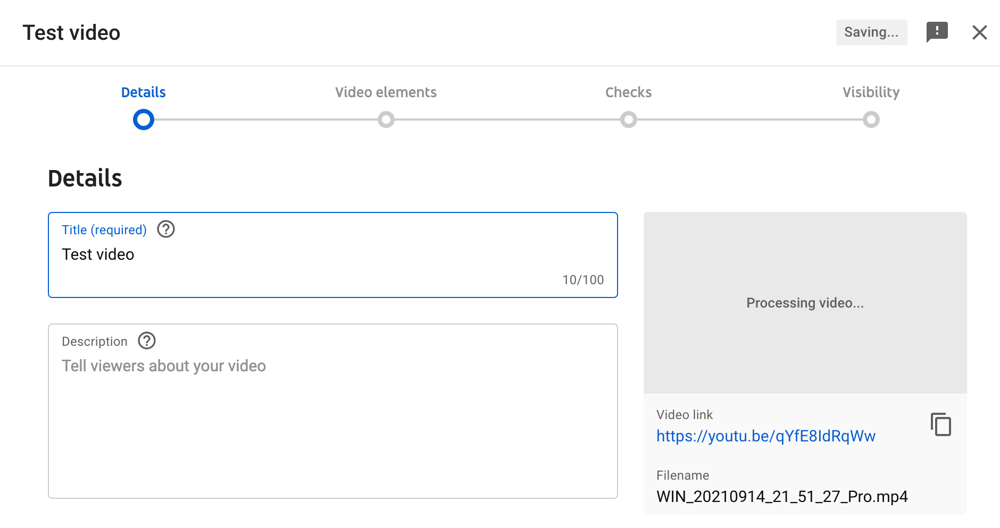 Test video
Saving...
Details
Video elements
Checks
Visibility
Details
Title (required)
Test video
10/100
Description
Tell viewers about your video
Processing video...
Video link
https://youtu.be/qYfE8IdRqWw
Filename
WIN_20210914_21_51_27_Pro.mp4